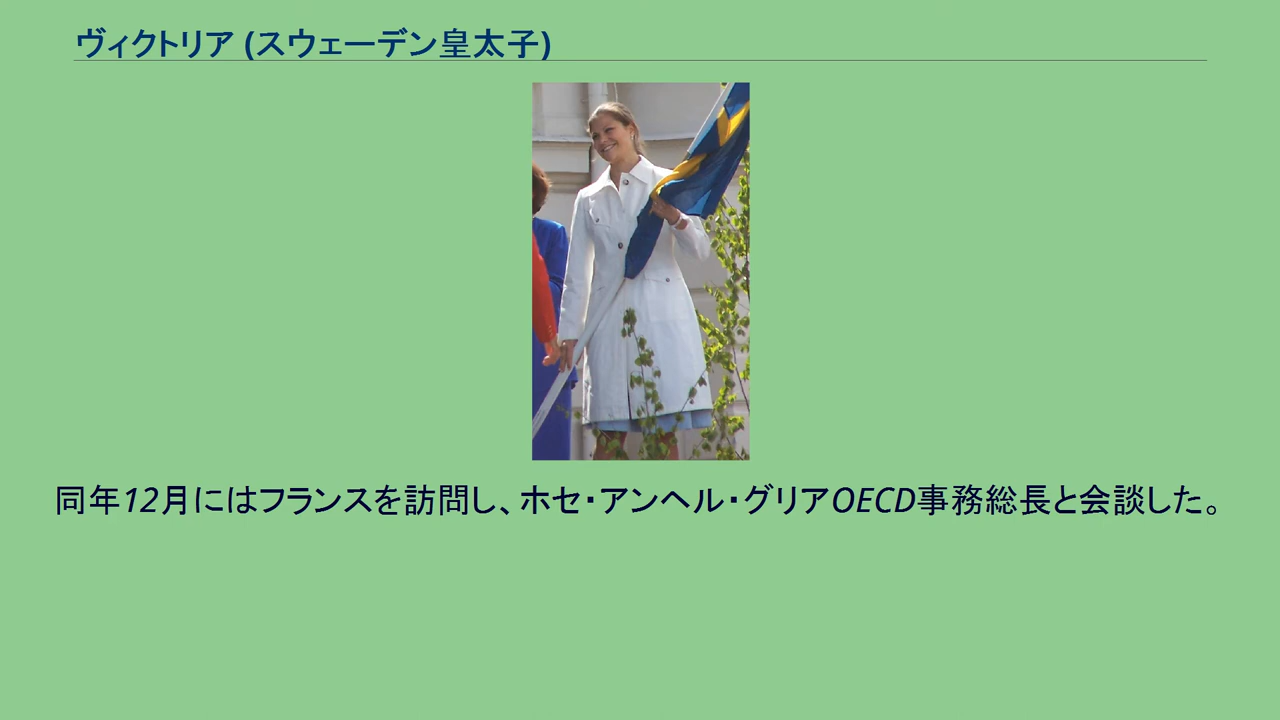 ヴィクトリア (スウェーデン皇太子)
同年12月にはフランスを訪問し、ホセ・アンヘル・グリアOECD事務総長と会談した。